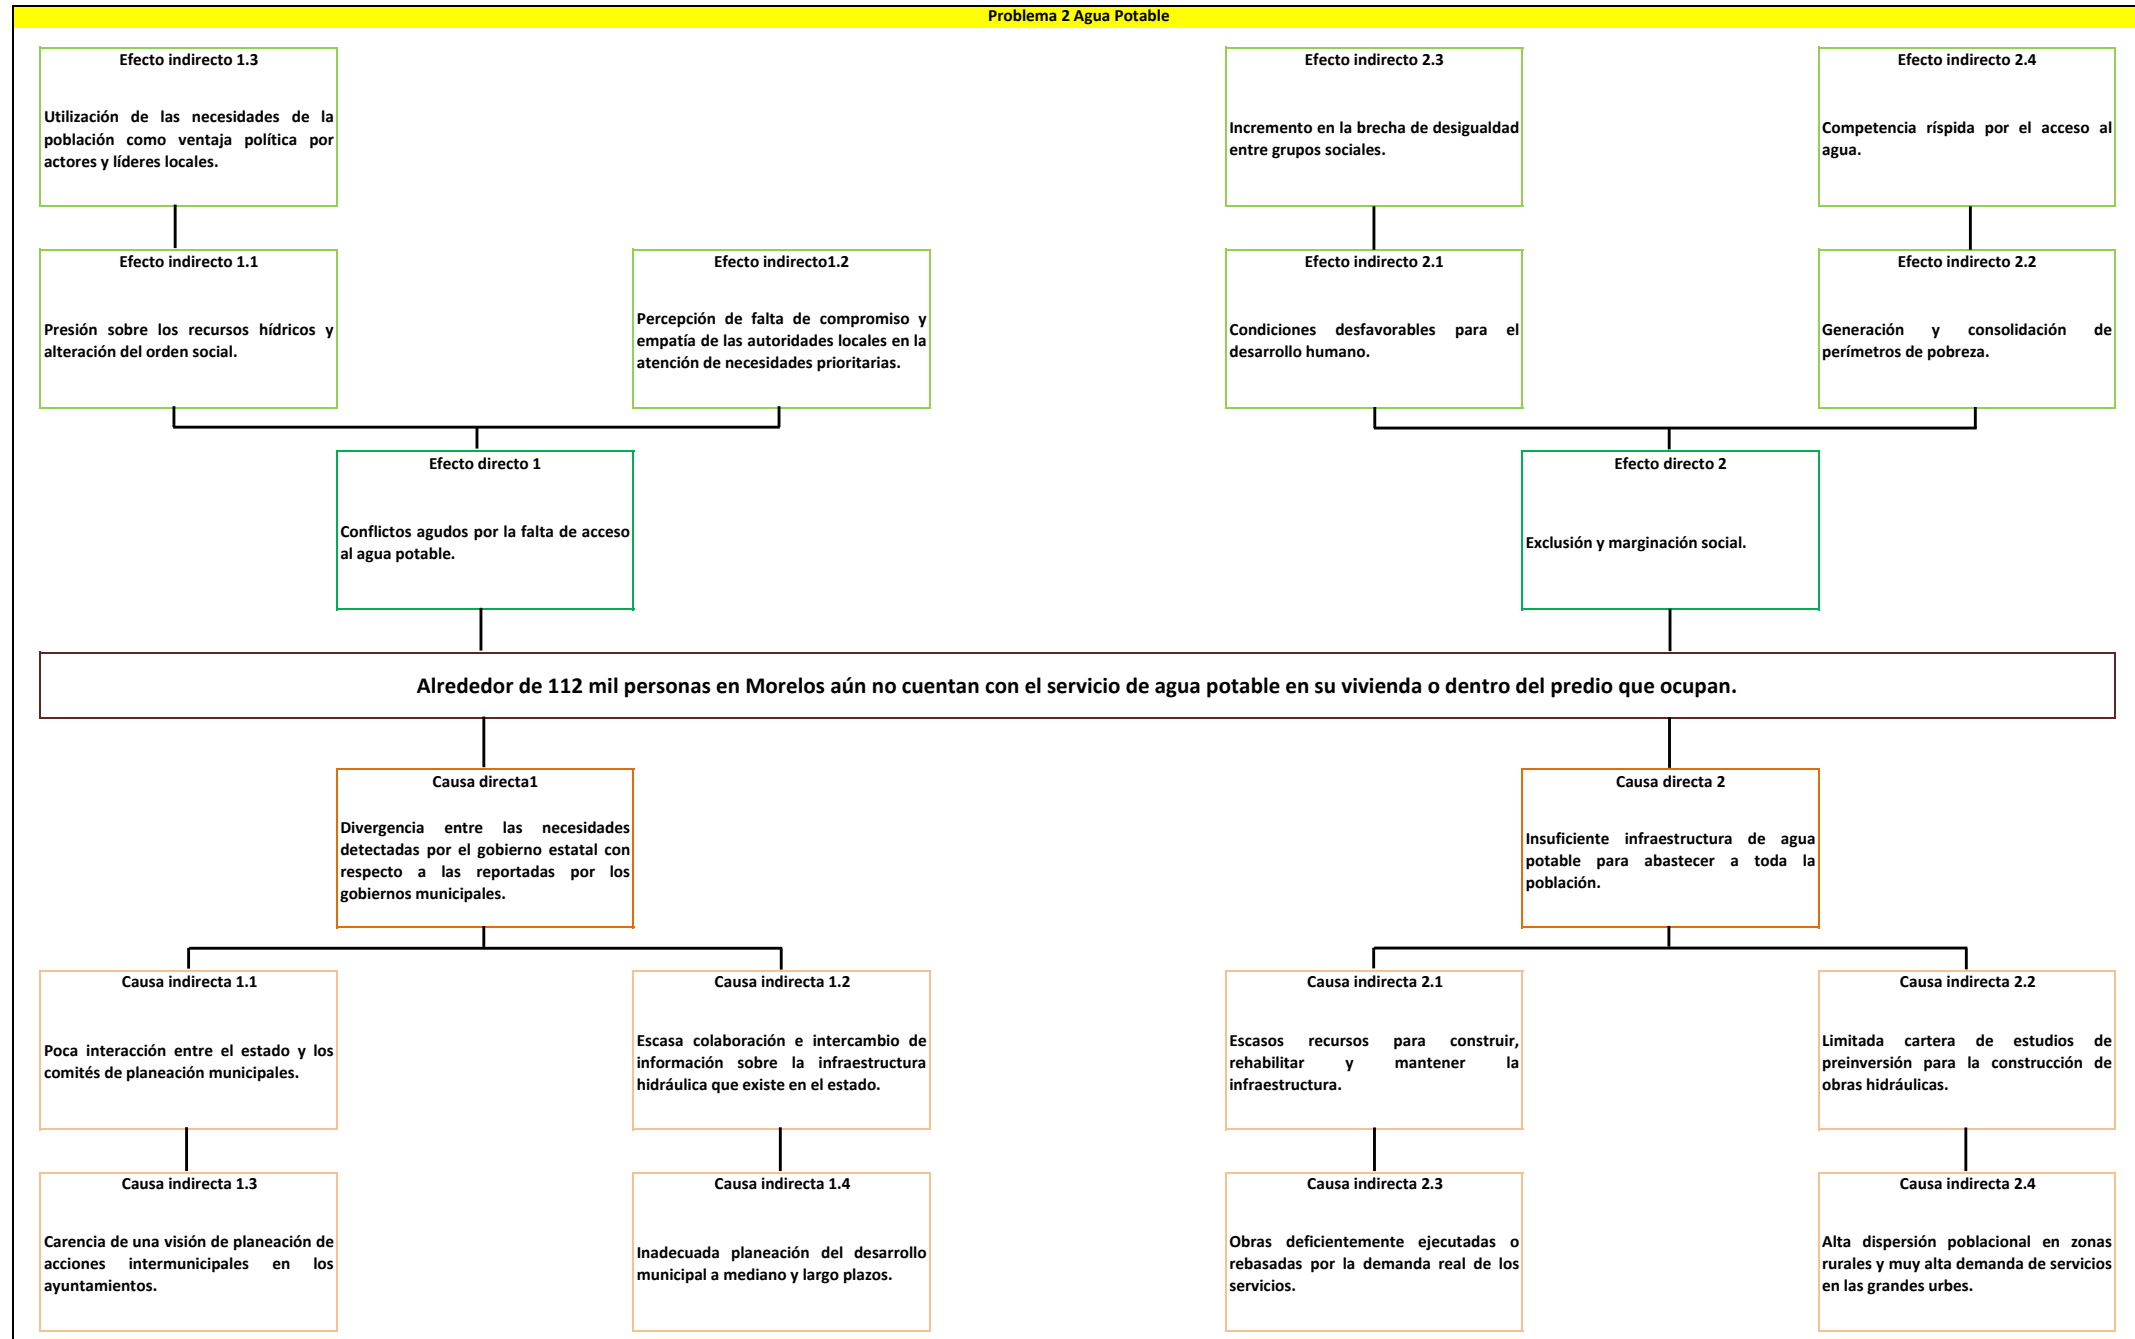 Problema 2 Agua Potable
Efecto indirecto 1.3
Utilización de las necesidades de la
población como ventaja política por
actores y líderes locales.
Efecto indirecto 2.3
Incremento en la brecha de desigualdad
entre grupos sociales.
Efecto indirecto 2.4
Competencia ríspida por el acceso al
agua.
Efecto indirecto 1.1
Presión sobre los recursos hídricos y
alteración del orden social.
Efecto indirecto1.2
Percepción de falta de compromiso y
empatía de las autoridades locales en la
atención de necesidades prioritarias.
Efecto indirecto 2.1
Condiciones desfavorables para el
desarrollo humano.
Efecto indirecto 2.2
Generación y consolidación de
perímetros de pobreza.
Efecto directo 1
Conflictos agudos por la falta de acceso
al agua potable.
Efecto directo 2
Exclusión y marginación social.
Alrededor de 112 mil personas en Morelos aún no cuentan con el servicio de agua potable en su vivienda o dentro del predio que ocupan.
Causa directa1
Divergencia entre las necesidades
detectadas por el gobierno estatal con
respecto a las reportadas por los
gobiernos municipales.
Causa directa 2
Insuficiente infraestructura de agua
potable para abastecer a toda la
población.
Causa indirecta 1.1
Poca interacción entre el estado y los
comités de planeación municipales.
Causa indirecta 1.2
Escasa colaboración e intercambio de
información sobre la infraestructura
hidráulica que existe en el estado.
Causa indirecta 2.1
Escasos recursos para construir,
rehabilitar y mantener la
infraestructura.
Causa indirecta 2.2
Limitada cartera de estudios de
preinversión para la construcción de
obras hidráulicas.
Causa indirecta 1.3
Carencia de una visión de planeación de
acciones intermunicipales en los
ayuntamientos.
Causa indirecta 1.4
Inadecuada planeación del desarrollo
municipal a mediano y largo plazos.
Causa indirecta 2.3
Obras deficientemente ejecutadas o
rebasadas por la demanda real de los
servicios.
Causa indirecta 2.4
Alta dispersión poblacional en zonas
rurales y muy alta demanda de servicios
en las grandes urbes.